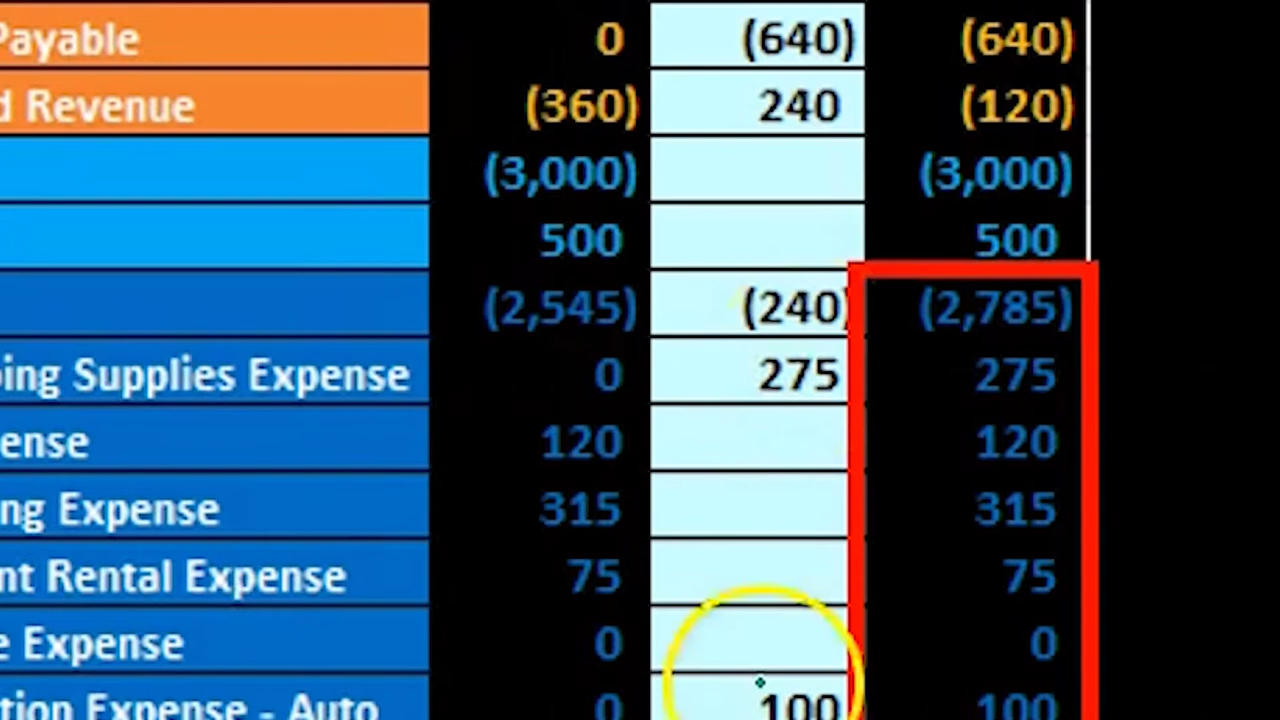 Payable 0 (640) (640)
d Revenue (360) 240 (120)
(3,000) (3,000)
500 500
(2,545) (240) (2,785)
ing Supplies Expense 0 275 275
ense 120 120
ng Expense 315 315
nt Rental Expense 75 75
e Expense 0 0
tion Expense - Auto 0 100 100